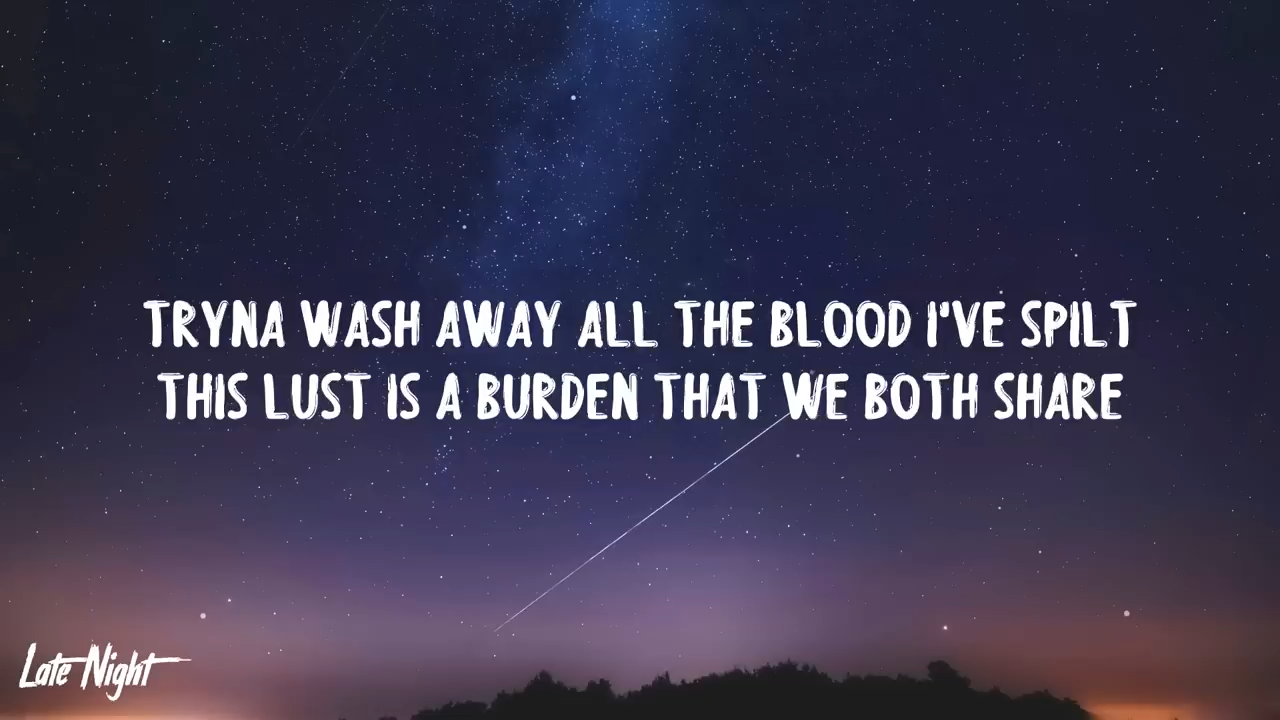 TRYNA WASH AWAY ALL THE BLOOD I'VE SPILT
THIS LUST IS A BURDEN THAT WE BOTH SHARE
Late Night